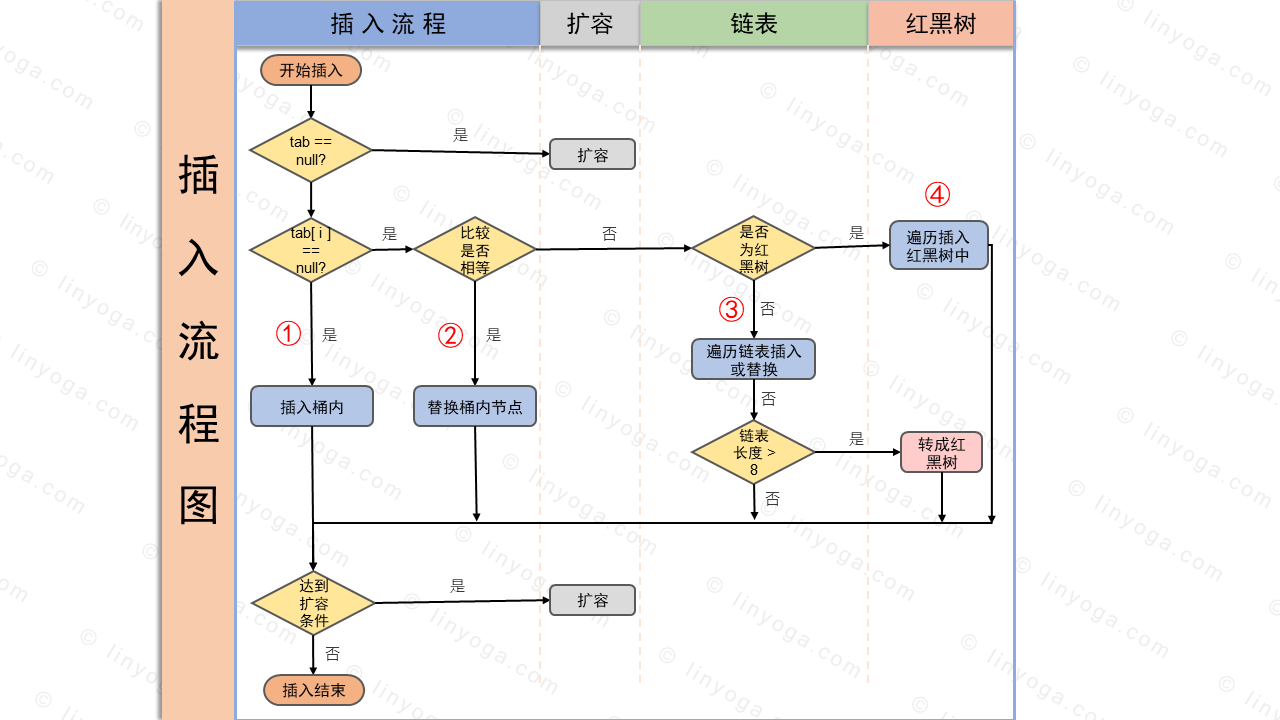 插 入 流 程
扩容
链表
红黑树
插
入
流
程
图
开始插入
tab ==
null?
是
扩容
tab[ i ]
==
null?
是
比较
是否
相等
否
是否
为红
黑树
是
④
遍历插入
红黑树中
①
是
②
是
③
否
遍历链表插入
或替换
插入桶内
替换桶内节点
否
链表
长度 >
8
是
转成红
黑树
否
达到
扩容
条件
是
扩容
否
插入结束
© linyoga.com